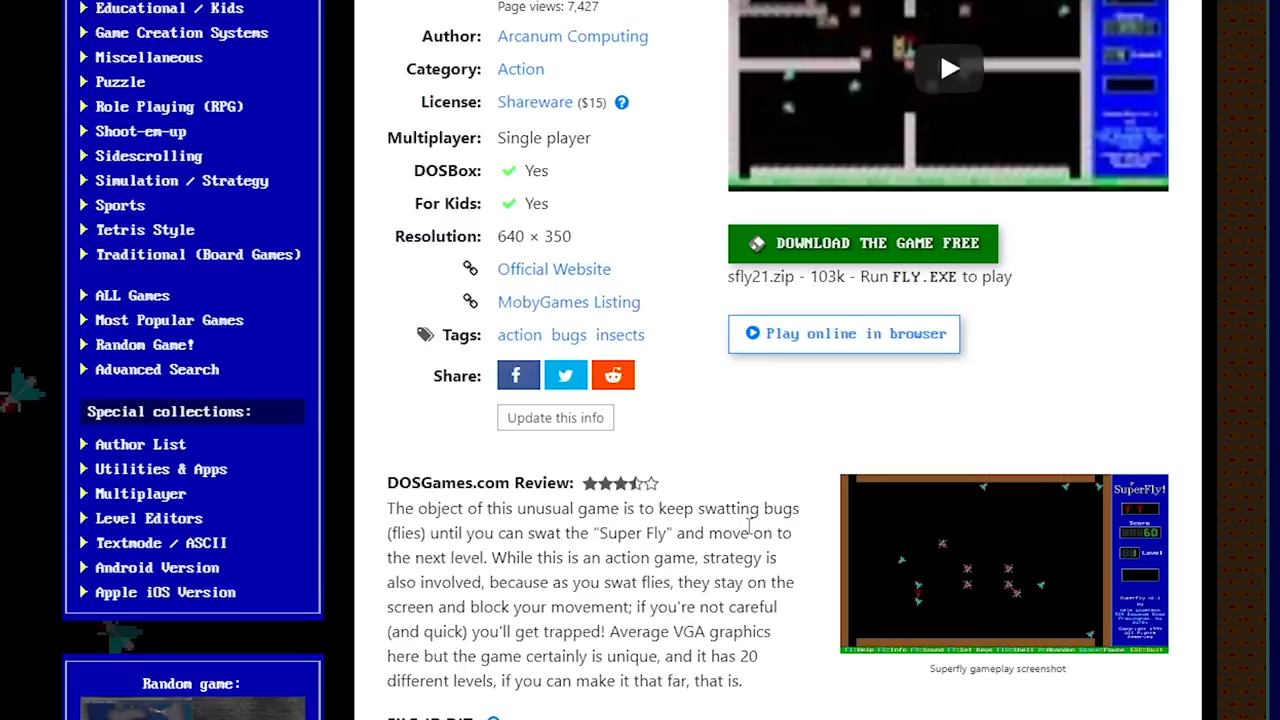 Educational / Kids
Game Creation Systems
Miscellaneous
Puzzle
Role Playing (RPG)
Shoot-em-up
Sidescrolling
Simulation / Strategy
Sports
Tetris Style
Traditional (Board Games)
ALL Games
Most Popular Games
Random Game!
Advanced Search
Special collections:
Author List
Utilities & Apps
Multiplayer
Level Editors
Textmode / ASCII
Android Version
Apple iOS Version
Random game:
Page views: 7,427
Author: Arcanum Computing
Category: Action
License: Shareware ($15)
Multiplayer: Single player
DOSBox: Yes
For Kids: Yes
Resolution: 640 × 350
Official Website
MobyGames Listing
Tags: action bugs insects
Share:
Update this info
DOWNLOAD THE GAME FREE
sfly21.zip - 103k - Run FLY.EXE to play
Play online in browser
DOSGames.com Review:
The object of this unusual game is to keep swatting bugs
(flies) until you can swat the "Super Fly" and move on to
the next level. While this is an action game, strategy is
also involved, because as you swat flies, they stay on the
screen and block your movement; if you're not careful
(and quick) you'll get trapped! Average VGA graphics
here but the game certainly is unique, and it has 20
different levels, if you can make it that far, that is.
SuperFly!
Score
60
Level
Superfly gameplay screenshot